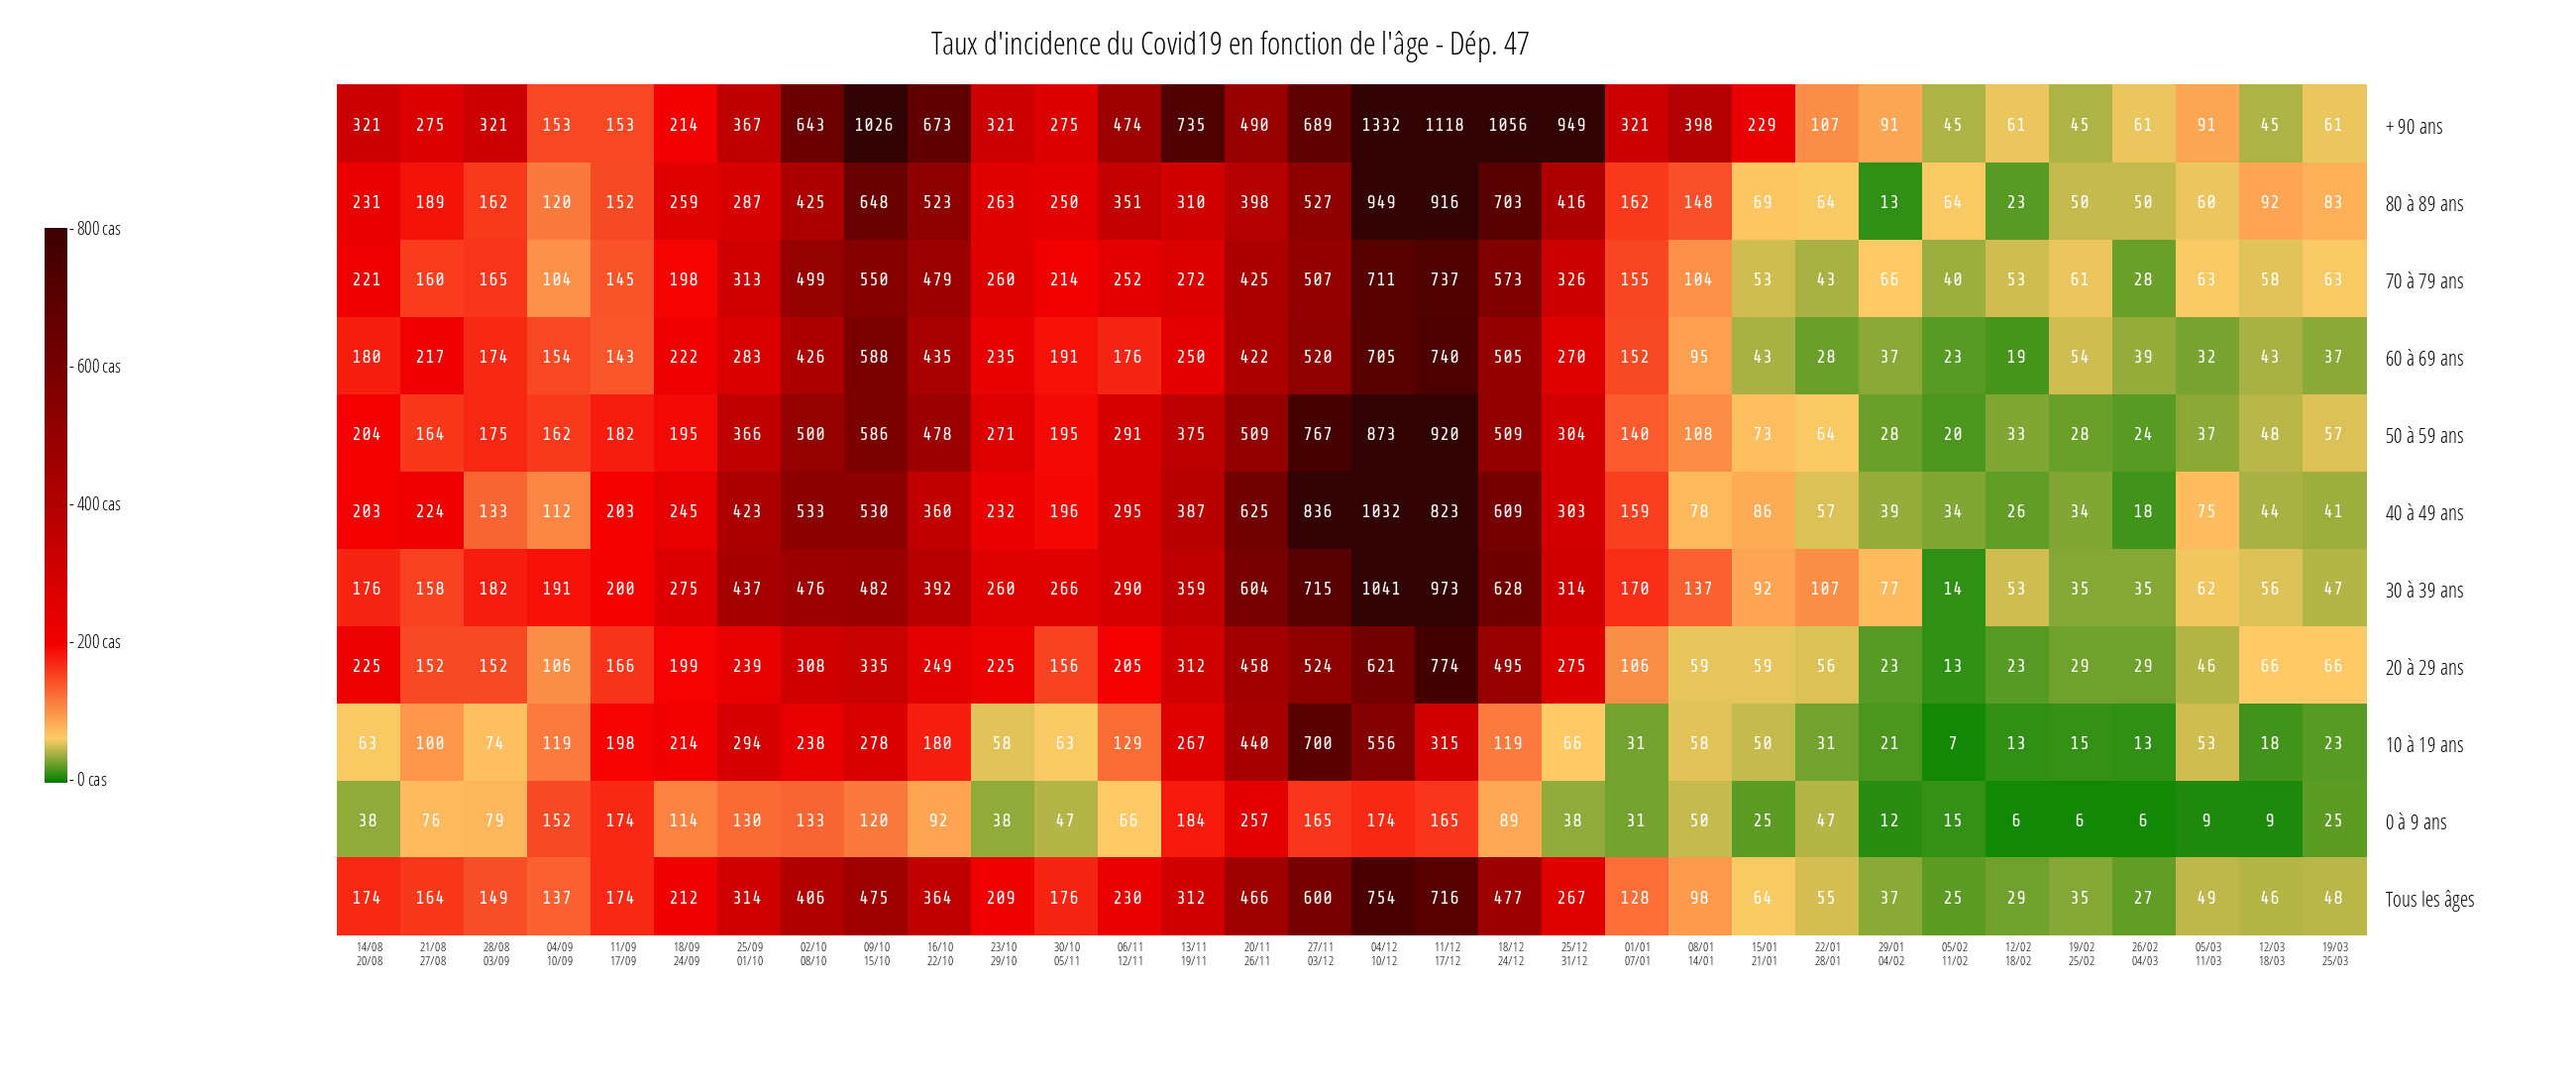 Taux d'incidence du Covid19 en fonction de l'âge - Dép. 47
- 800 cas
- 600 cas
- 400 cas
- 200 cas
- 0 cas
321 275 321 153 153 214 367 643 1026 673 321 275 474 735 490 689 1332 1118 1056 949 321 398 229 107 91 45 61 45 61 91 45 61 + 90 ans
231 189 162 120 152 259 287 425 648 523 263 250 351 310 398 527 949 916 703 416 162 148 69 64 13 64 23 50 50 60 92 83 80 à 89 ans
221 160 165 104 145 198 313 499 550 479 260 214 252 272 425 507 711 737 573 326 155 104 53 43 66 40 53 61 28 63 58 63 70 à 79 ans
180 217 174 154 143 222 283 426 588 435 235 191 176 250 422 520 705 740 505 270 152 95 43 28 37 23 19 54 39 32 43 37 60 à 69 ans
204 164 175 162 182 195 366 500 586 478 271 195 291 375 509 767 873 920 509 304 140 108 73 64 28 20 33 28 24 37 48 57 50 à 59 ans
203 224 133 112 203 245 423 533 530 360 232 196 295 387 625 836 1032 823 609 303 159 78 86 57 39 34 26 34 18 75 44 41 40 à 49 ans
176 158 182 191 200 275 437 476 482 392 260 266 290 359 604 715 1041 973 628 314 170 137 92 107 77 14 53 35 35 62 56 47 30 à 39 ans
225 152 152 106 166 199 239 308 335 249 225 156 205 312 458 524 621 774 495 275 106 59 59 56 23 13 23 29 29 46 66 66 20 à 29 ans
63 100 74 119 198 214 294 238 278 180 58 63 129 267 440 700 556 315 119 66 31 58 50 31 21 7 13 15 13 53 18 23 10 à 19 ans
38 76 79 152 174 114 130 133 120 92 38 47 66 184 257 165 174 165 89 38 31 50 25 47 12 15 6 6 6 9 9 25 0 à 9 ans
174 164 149 137 174 212 314 406 475 364 209 176 230 312 466 600 754 716 477 267 128 98 64 55 37 25 29 35 27 49 46 48 Tous les âges
14/08 21/08 28/08 04/09 11/09 18/09 25/09 02/10 09/10 16/10 23/10 30/10 06/11 13/11 20/11 27/11 04/12 11/12 18/12 25/12 01/01 08/01 15/01 22/01 29/01 05/02 12/02 19/02 26/02 05/03 12/03 19/03
20/08 27/08 03/09 10/09 17/09 24/09 01/10 08/10 15/10 22/10 29/10 05/11 12/11 19/11 26/11 03/12 10/12 17/12 24/12 31/12 07/01 14/01 21/01 28/01 04/02 11/02 18/02 25/02 04/03 11/03 18/03 25/03